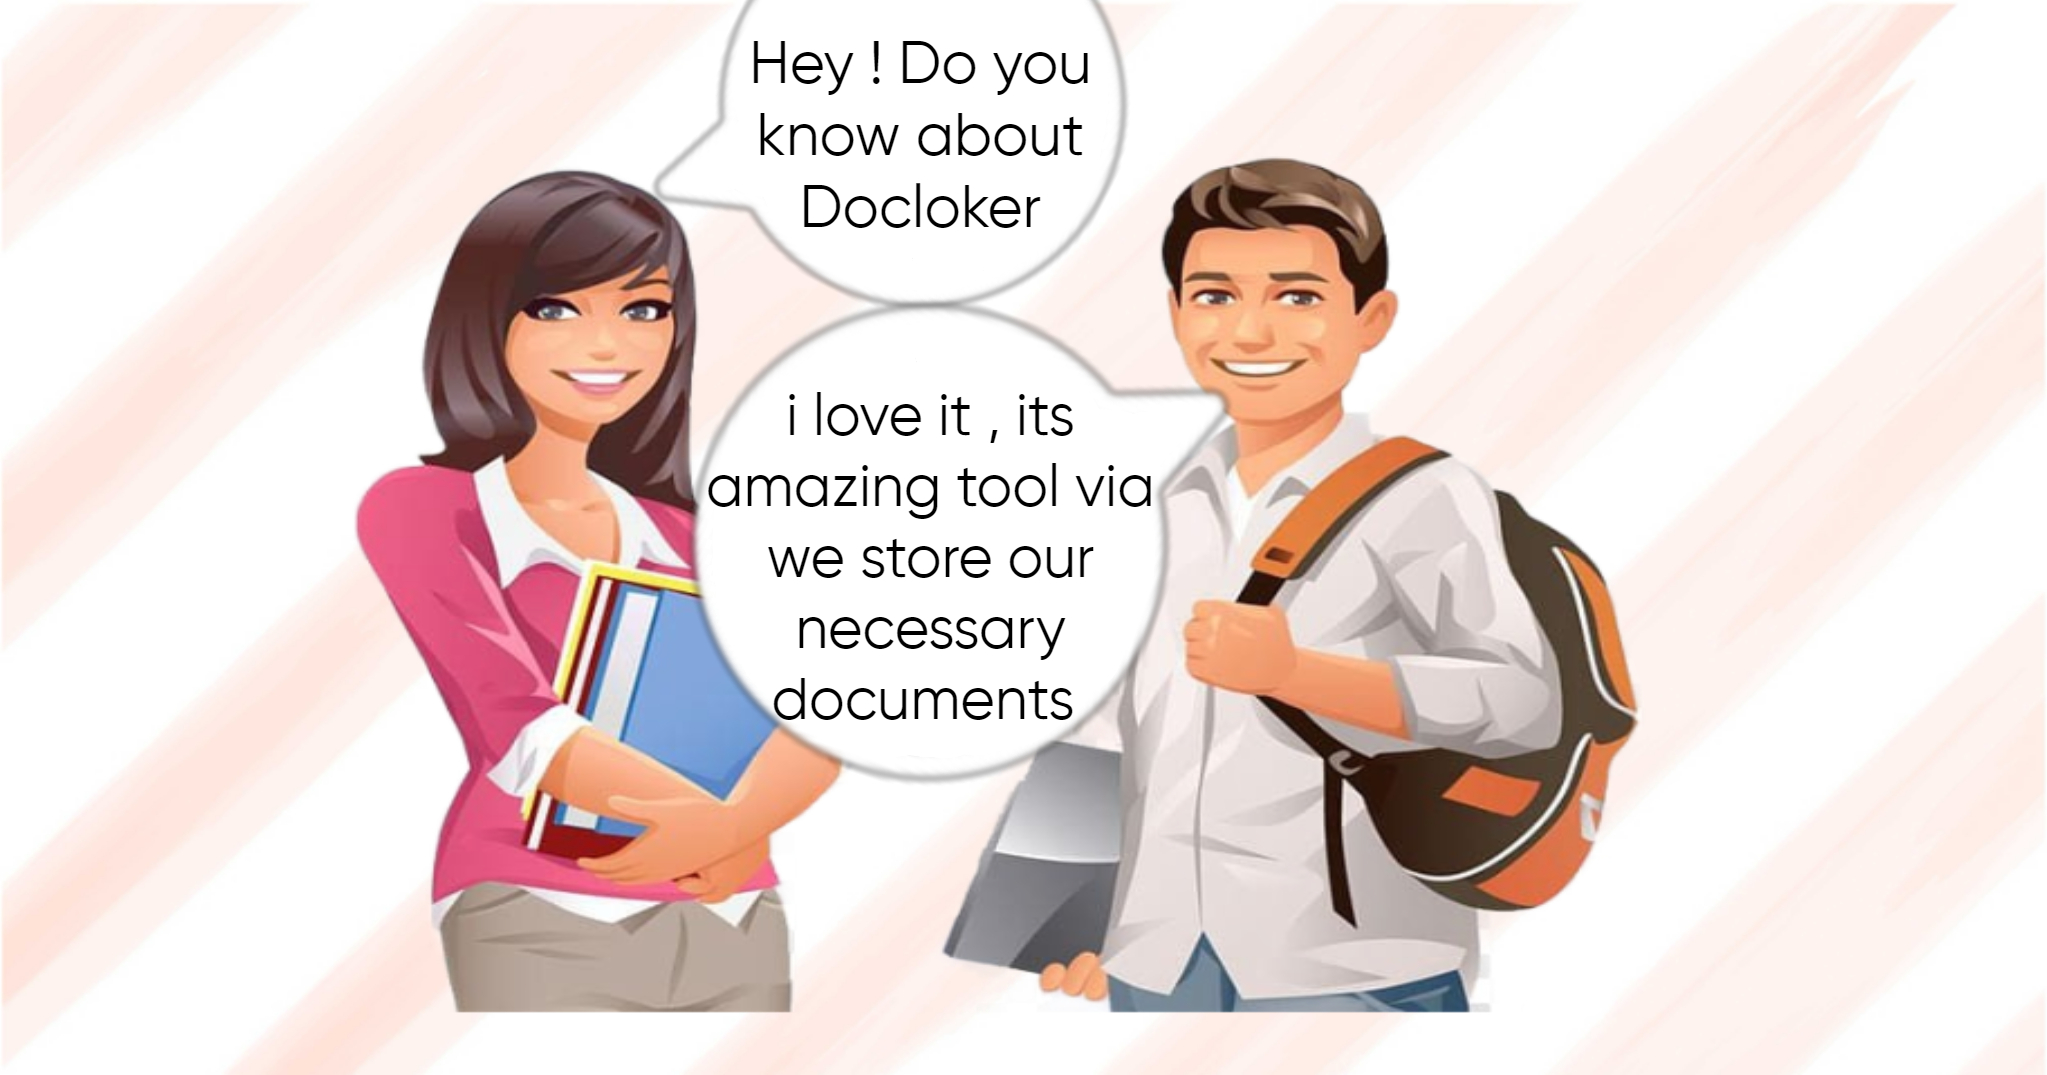 Hey ! Do you
know about
Docloker
i love it , its
amazing tool via
we store our
necessary
documents